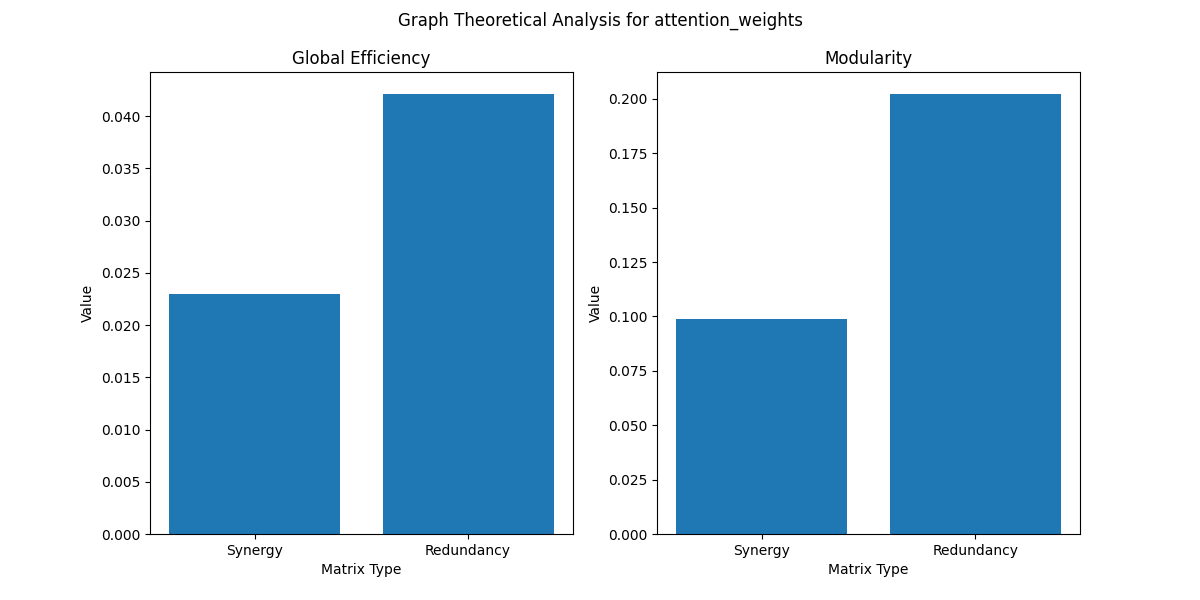 Graph Theoretical Analysis for attention_weights
Global Efficiency
0.040
0.035
0.030
0.025
0.020
0.015
0.010
0.005
0.000
Value
Synergy Redundancy
Matrix Type
Modularity
0.200
0.175
0.150
0.125
0.100
0.075
0.050
0.025
0.000
Value
Synergy Redundancy
Matrix Type